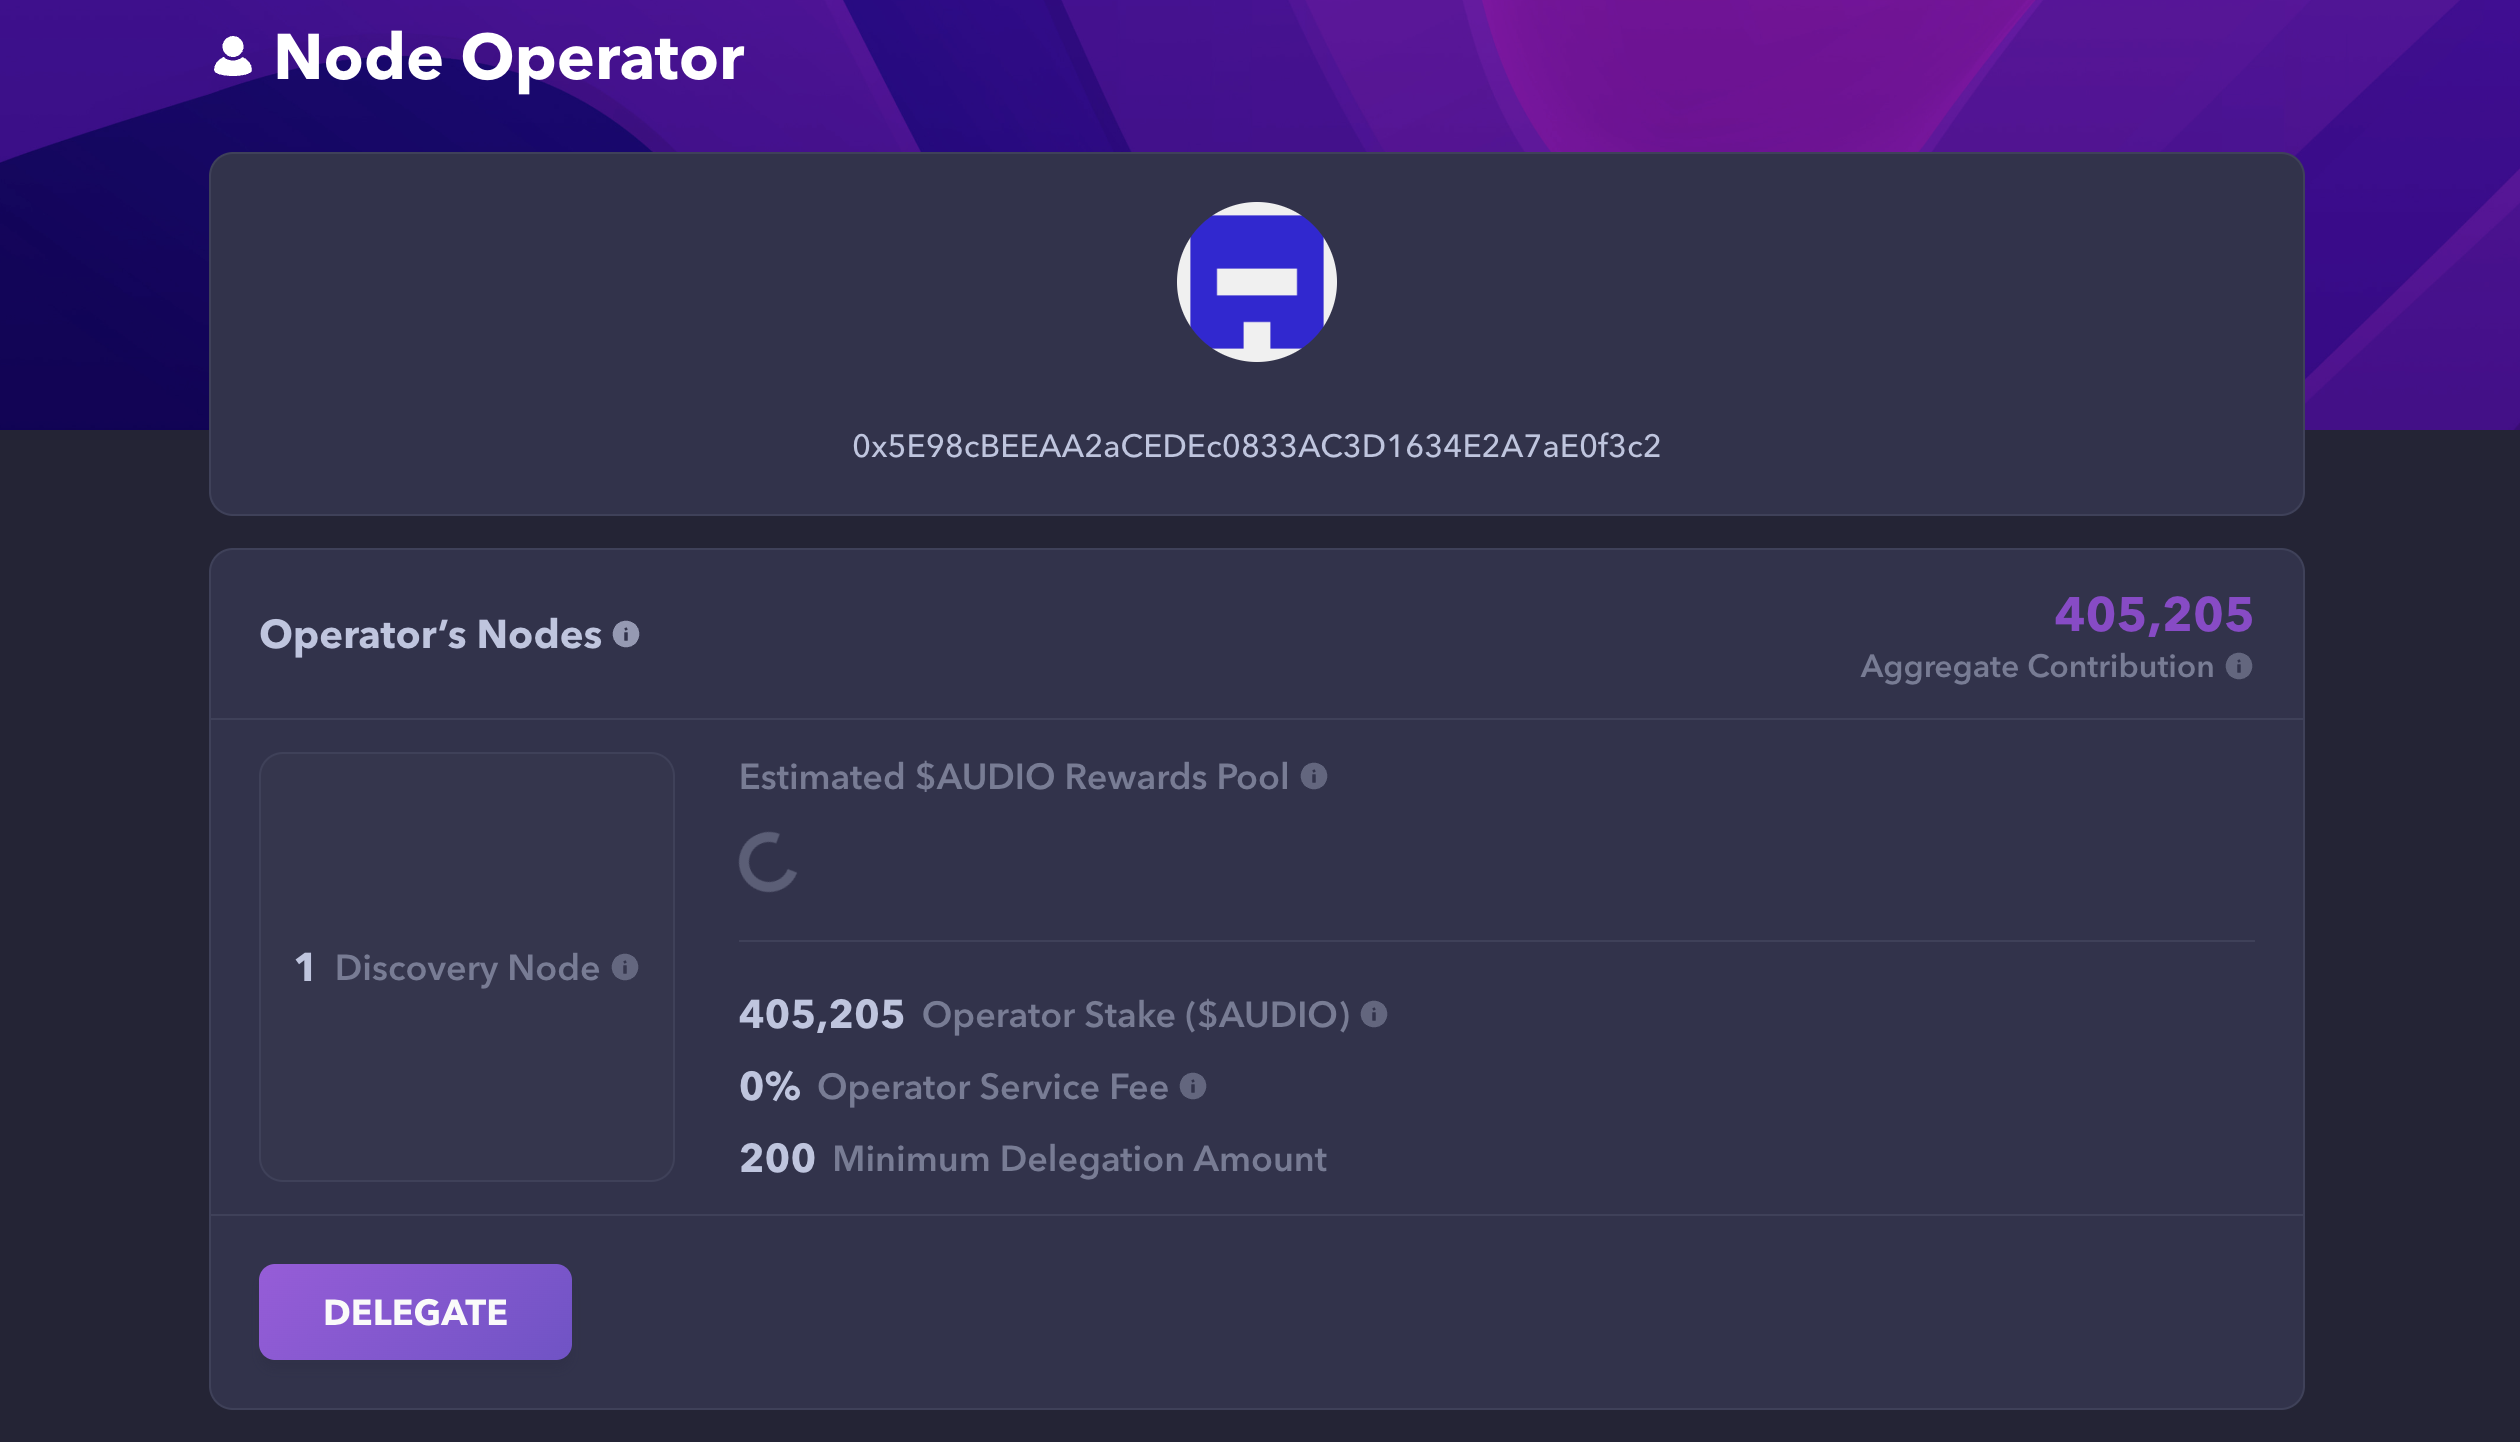 Node Operator
0x5E98cBEEAA2aCEDEc0833AC3D1634E2A7aE0f3c2
Operator’s Nodes
405,205
Aggregate Contribution
Estimated $AUDIO Rewards Pool
1 Discovery Node
405,205 Operator Stake ($AUDIO)
0% Operator Service Fee
200 Minimum Delegation Amount
DELEGATE